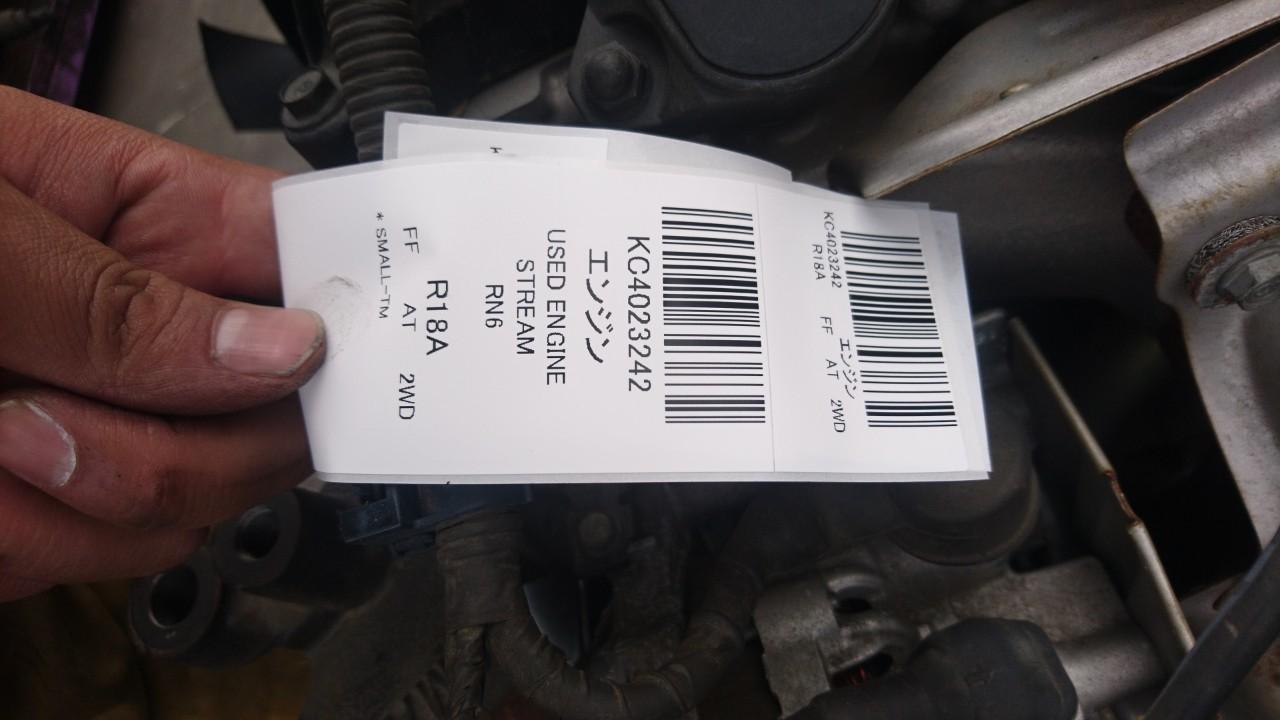 KC4023242
エンジン
USED ENGINE
STREAM
RN6
R18A
FF AT 2WD
* SMALL-TM
KC4023242
R18A エンジン
FF AT 2WD